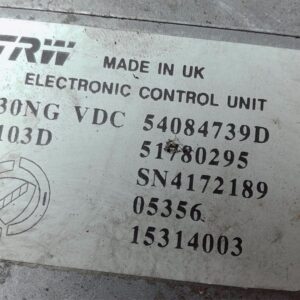 TRW
MADE IN UK
ELECTRONIC CONTROL UNIT
30NG VDC 54084739D
103D 51780295
SN4172189
05356
15314003